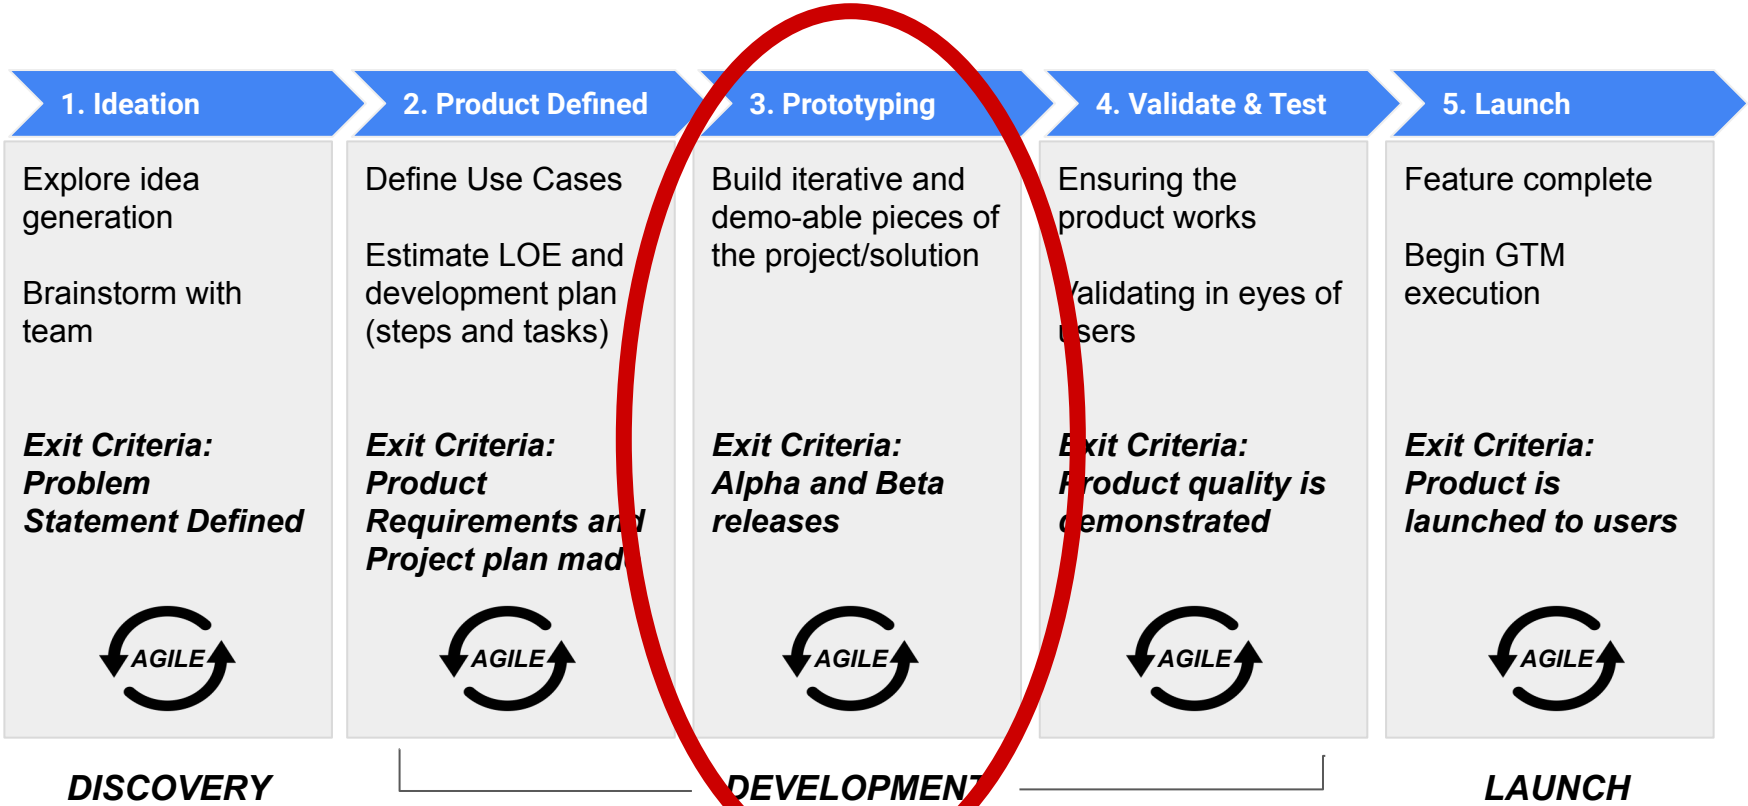 1. Ideation
2. Product Defined
3. Prototyping
4. Validate & Test
5. Launch
Explore idea
generation
Brainstorm with
team
Exit Criteria:
Problem
Statement Defined
AGILE
Define Use Cases
Estimate LOE and
development plan
(steps and tasks)
Exit Criteria:
Product
Requirements and
Project plan made
AGILE
Build iterative and
demo-able pieces of
the project/solution
Exit Criteria:
Alpha and Beta
releases
AGILE
Ensuring the
product works
Validating in eyes of
users
Exit Criteria:
Product quality is
demonstrated
AGILE
Feature complete
Begin GTM
execution
Exit Criteria:
Product is
launched to users
AGILE
DISCOVERY
DEVELOPMENT
LAUNCH